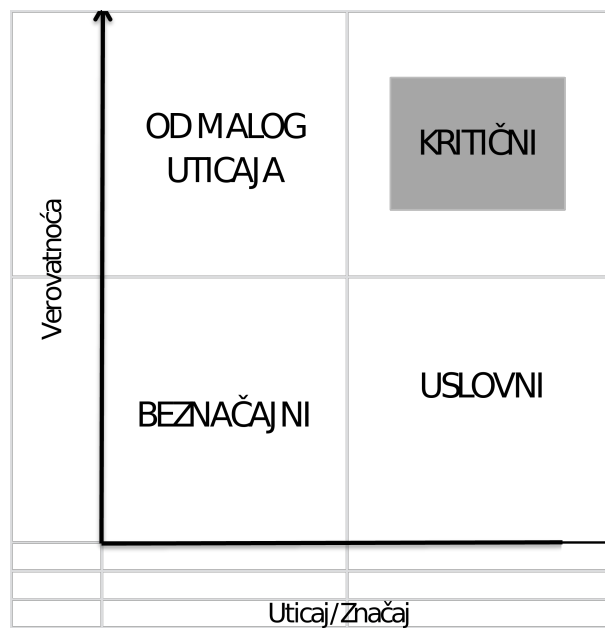 OD MALOG
UTICAJA
KRITIČNI
Verovatnoća
BEZNAČAJNI
USLOVNI
Uticaj/Značaj